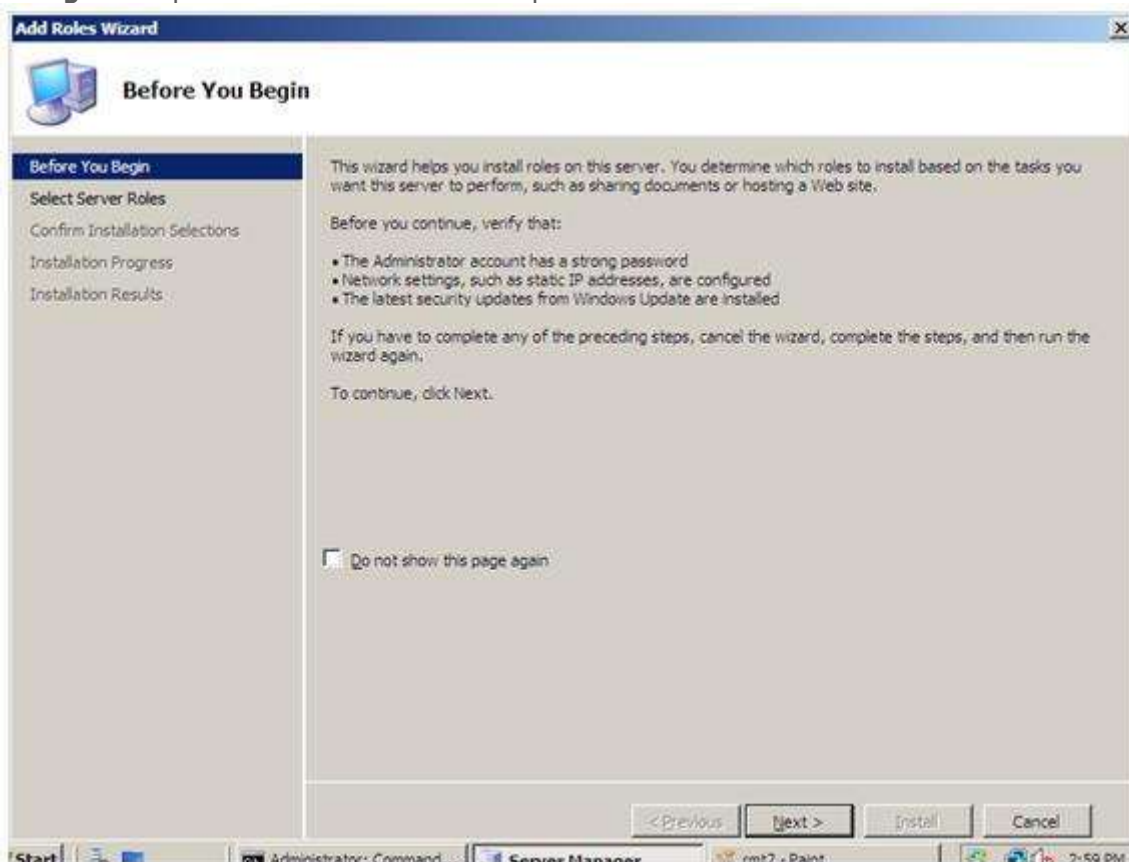 Add Roles Wizard
Before You Begin
Before You Begin
Select Server Roles
Confirm Installation Selections
Installation Progress
Installation Results
This wizard helps you install roles on this server. You determine which roles to install based on the tasks you
want this server to perform, such as sharing documents or hosting a Web site.
Before you continue, verify that:
• The Administrator account has a strong password
• Network settings, such as static IP addresses, are configured
• The latest security updates from Windows Update are installed
If you have to complete any of the preceding steps, cancel the wizard, complete the steps, and then run the
wizard again.
To continue, click Next.
Do not show this page again
< Previous
Next >
Install
Cancel
Start
Administrator: Command
Server Manager
- Paint
2:59 PM